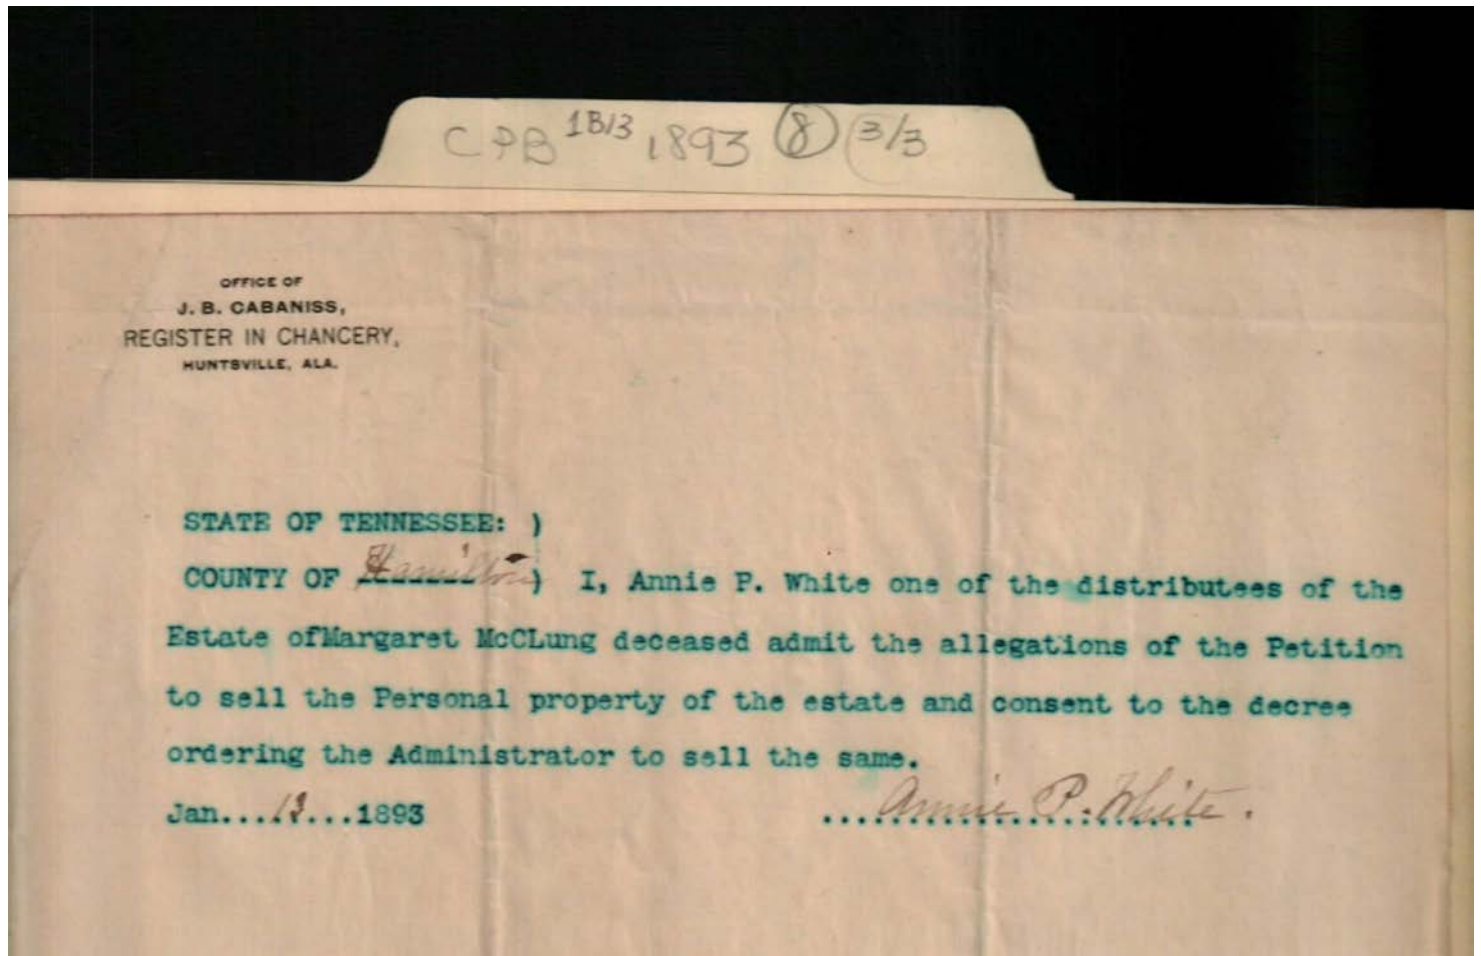 CPB 1B13 1893 8 3/3
OFFICE OF
J. B. CABANISS,
REGISTER IN CHANCERY,
HUNTSVILLE, ALA.
STATE OF TENNESSEE: )
COUNTY OF Hamilton) I, Annie P. White one of the distributees of the
Estate ofMargaret McCLung deceased admit the allegations of the Petition
to sell the Personal property of the estate and consent to the decree
ordering the Administrator to sell the same.
Jan....13...1893 ....Annie P. White.